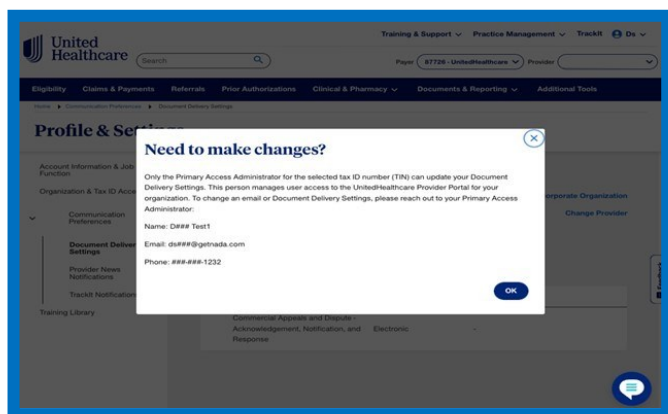 United
Healthcare
Search
Training & Support
Practice Management
TrackIt
Ds
Payer
87726 - UnitedHealthcare
Provider
Eligibility
Claims & Payments
Referrals
Prior Authorizations
Clinical & Pharmacy
Documents & Reporting
Additional Tools
Home
Communication Preferences
Document Delivery Settings
Profile & Se
Account Information & Job
Function
Organization & Tax ID Acce
Communication
Preferences
Document Deliver
Settings
Provider News
Notifications
TrackIt Notification
Training Library
Need to make changes?
Only the Primary Access Administrator for the selected tax ID number (TIN) can update your Document
Delivery Settings. This person manages user access to the UnitedHealthcare Provider Portal for your
organization. To change an email or Document Delivery Settings, please reach out to your Primary Access
Administrator:
Name: D### Test1
Email: ds###@getnada.com
Phone: ###-###-1232
OK
orporate Organization
Change Provider
Feedback
Commercial Appeals and Dispute -
Acknowledgement, Notification, and
Response
Electronic
-